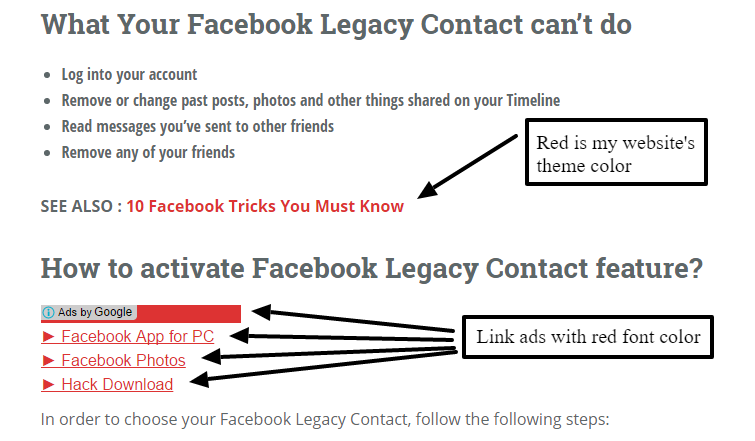 What Your Facebook Legacy Contact can’t do
Log into your account
Remove or change past posts, photos and other things shared on your Timeline
Read messages you’ve sent to other friends
Remove any of your friends
Red is my website's
theme color
SEE ALSO : 10 Facebook Tricks You Must Know
How to activate Facebook Legacy Contact feature?
Ads by Google
► Facebook App for PC
► Facebook Photos
► Hack Download
Link ads with red font color
In order to choose your Facebook Legacy Contact, follow the following steps: